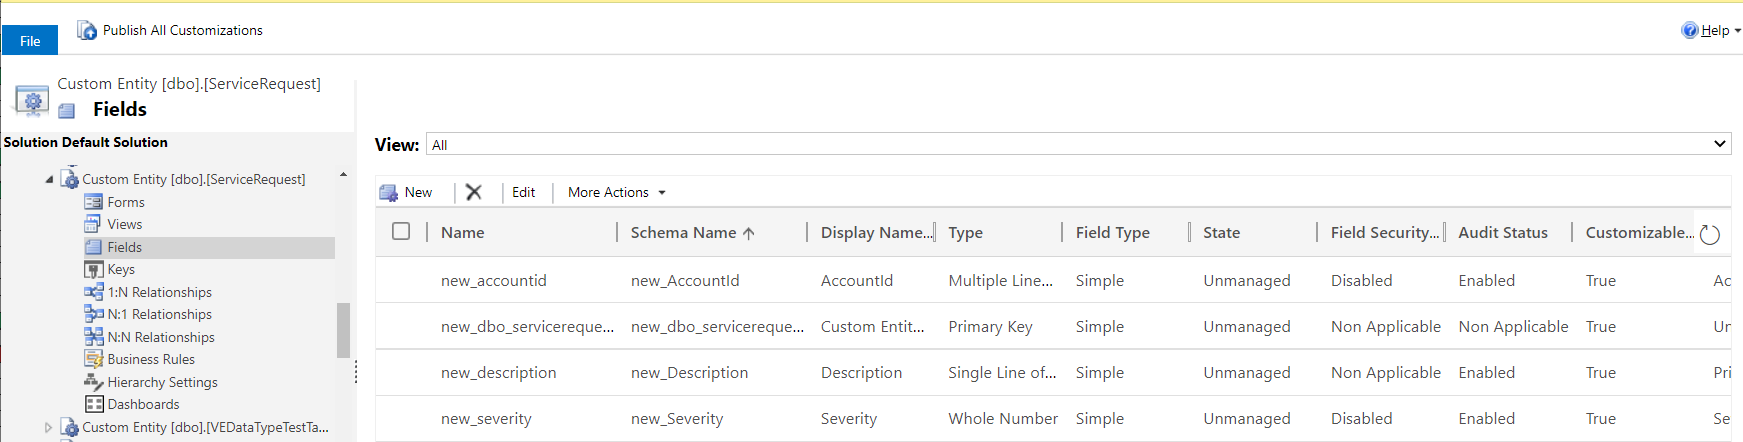 File
Publish All Customizations
Help
Custom Entity [dbo].[ServiceRequest]
Fields
Solution Default Solution
Custom Entity [dbo].[ServiceRequest]
Forms
Views
Fields
Keys
1:N Relationships
N:1 Relationships
N:N Relationships
Business Rules
Hierarchy Settings
Dashboards
Custom Entity [dbo].[VEDataTypeTestTa...
View: All
New Edit More Actions
Name Schema Name Display Name... Type Field Type State Field Security... Audit Status Customizable...
new_accountid new_AccountId AccountId Multiple Line... Simple Unmanaged Disabled Enabled True Ac
new_dbo_servicereque... new_dbo_servicereque... Custom Entit... Primary Key Simple Unmanaged Non Applicable Non Applicable True Un
new_description new_Description Description Single Line of... Simple Unmanaged Non Applicable Enabled True Pri
new_severity new_Severity Severity Whole Number Simple Unmanaged Disabled Enabled True Se